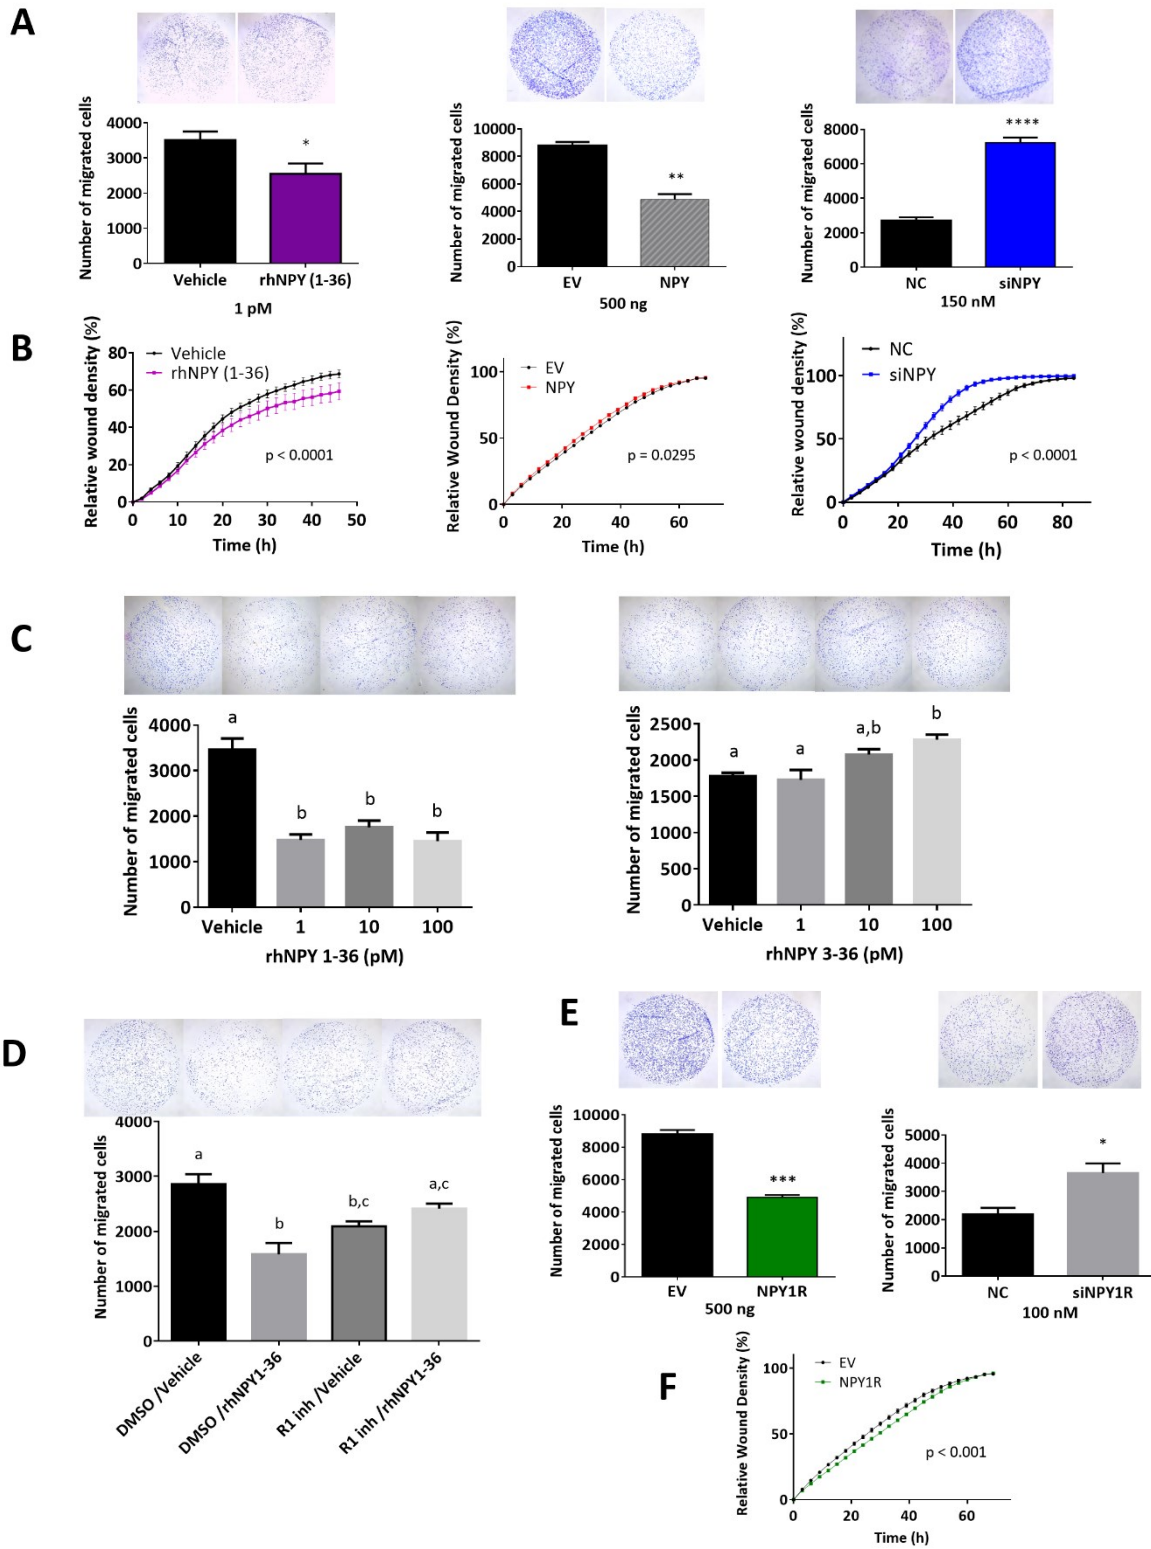 A
Number of migrated cells
4000
3000
2000
1000
0
*
Vehicle rhNPY (1-36)
1 pM
Number of migrated cells
10000
8000
6000
4000
2000
0
**
EV NPY
500 ng
Number of migrated cells
8000
6000
4000
2000
0
****
NC siNPY
150 nM
B
Relative wound density (%)
80
60
40
20
0
Vehicle
rhNPY (1-36)
p < 0.0001
0 10 20 30 40 50
Time (h)
Relative Wound Density (%)
100
50
0
EV
NPY
p = 0.0295
0 20 40 60
Time (h)
Relative wound density (%)
100
50
0
NC
siNPY
p < 0.0001
0 20 40 60 80
Time (h)
C
Number of migrated cells
4000
3000
2000
1000
0
a b b b
Vehicle 1 10 100
rhNPY 1-36 (pM)
Number of migrated cells
2500
2000
1500
1000
500
0
a a a,b b
Vehicle 1 10 100
rhNPY 3-36 (pM)
D
Number of migrated cells
4000
3000
2000
1000
0
a b b,c a,c
DMSO /Vehicle
DMSO /rhNPY1-36
R1 inh /Vehicle
R1 inh /rhNPY1-36
E
Number of migrated cells
10000
8000
6000
4000
2000
0
***
EV NPY1R
500 ng
Number of migrated cells
5000
4000
3000
2000
1000
0
*
NC siNPY1R
100 nM
F
Relative Wound Density (%)
100
50
0
EV
NPY1R
p < 0.001
0 20 40 60
Time (h)